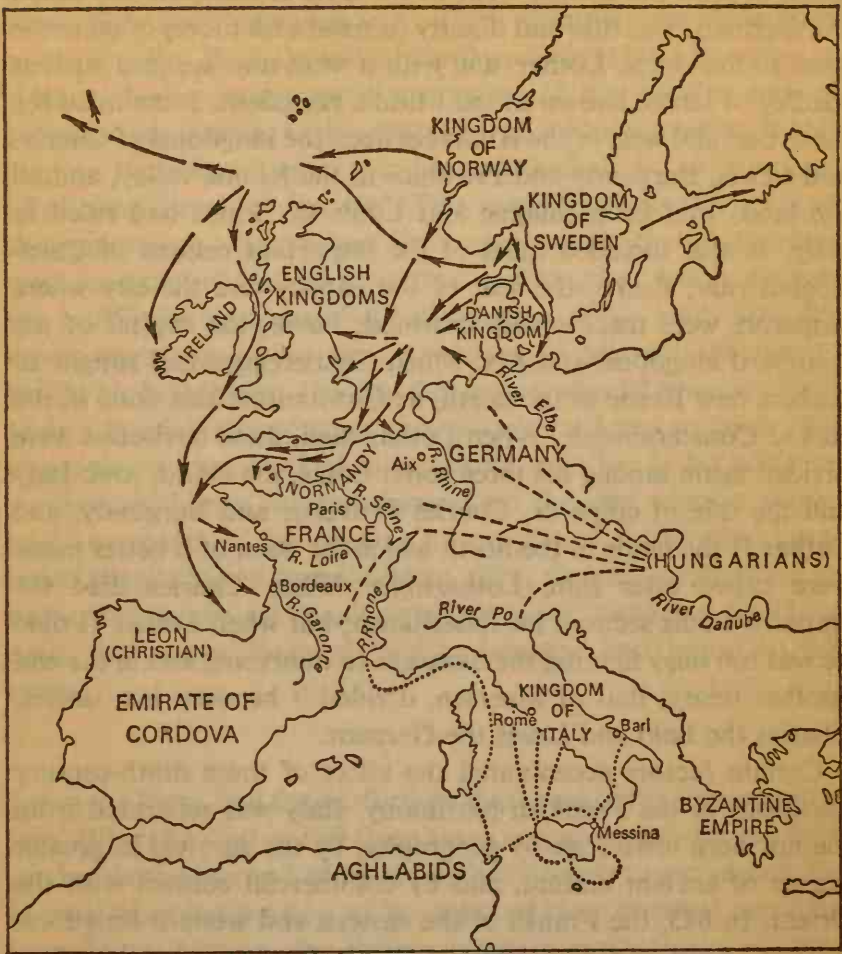 KINGDOM
OF
NORWAY
KINGDOM
OF
SWEDEN
ENGLISH
KINGDOMS
IRELAND
DANISH
KINGDOM
River Elbe
GERMANY
Aix
R. Rhine
NORMANDY
R. Seine
Paris
FRANCE
Nantes
R. Loire
(HUNGARIANS)
Bordeaux
R. Garonne
R. Rhone
River Po
River Danube
LEON
(CHRISTIAN)
EMIRATE OF
CORDOVA
KINGDOM
OF
ITALY
Rome
Bari
Messina
BYZANTINE
EMPIRE
AGHLABIDS